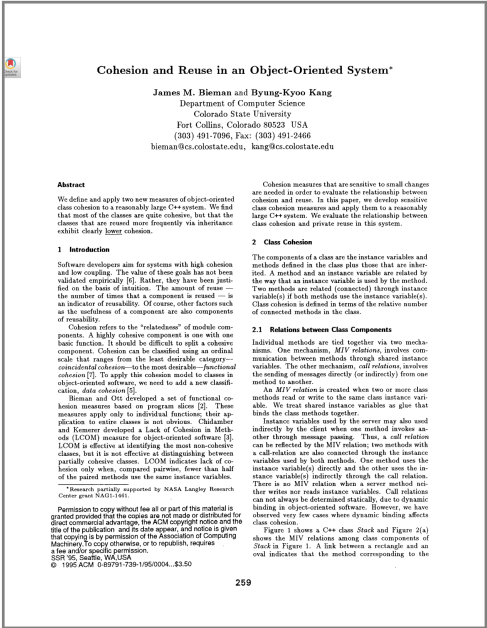 Cohesion and Reuse in an Object-Oriented System*
James M. Bieman and Byung-Kyoo Kang
Department of Computer Science
Colorado State University
Fort Collins, Colorado 80523 USA
(303) 491-7096, Fax: (303) 491-2466
bieman@cs.colostate.edu, kang@cs.colostate.edu
Abstract
We define and apply two new measures of object-oriented
class cohesion to a reasonably large C++ system. We find
that most of the classes are quite cohesive, but that the
classes that are reused more frequently via inheritance
exhibit clearly lower cohesion.
1 Introduction
Software developers aim for systems with high cohesion
and low coupling. The value of these goals has not been
validated empirically [6]. Rather, they have been justi-
fied on the basis of intuition. The amount of reuse —
the number of times that a component is reused — is
an indicator of reusability. Of course, other factors such
as the usefulness of a component are also components
of reusability.
Cohesion refers to the "relatedness" of module com-
ponents. A highly cohesive component is one with one
basic function. It should be difficult to split a cohesive
component. Cohesion can be classified using an ordinal
scale that ranges from the least desirable category—
coincidental cohesion—to the most desirable—functional
cohesion [7]. To apply this cohesion model to classes in
object-oriented software, we need to add a new classifi-
cation, data cohesion [5].
Bieman and Ott developed a set of functional co-
hesion measures based on program slices [2]. These
measures apply only to individual functions; their ap-
plication to entire classes is not obvious. Chidamber
and Kemerer developed a Lack of Cohesion in Meth-
ods (LCOM) measure for object-oriented software [3].
LCOM is effective at identifying the most non-cohesive
classes, but it is not effective at distinguishing between
partially cohesive classes. LCOM indicates lack of co-
hesion only when, compared pairwise, fewer than half
of the paired methods use the same instance variables.
*Research partially supported by NASA Langley Research
Center grant NAG1-1461.
Permission to copy without fee all or part of this material is
granted provided that the copies are not made or distributed for
direct commercial advantage, the ACM copyright notice and the
title of the publication and its date appear, and notice is given
that copying is by permission of the Association of Computing
Machinery.To copy otherwise, or to republish, requires
a fee and/or specific permission.
SSR '95, Seattle, WA,USA
© 1995 ACM 0-89791-739-1/95/0004...$3.50
Cohesion measures that are sensitive to small changes
are needed in order to evaluate the relationship between
cohesion and reuse. In this paper, we develop sensitive
class cohesion measures and apply them to a reasonably
large C++ system. We evaluate the relationship between
class cohesion and private reuse in this system.
2 Class Cohesion
The components of a class are the instance variables and
methods defined in the class plus those that are inher-
ited. A method and an instance variable are related by
the way that an instance variable is used by the method.
Two methods are related (connected) through instance
variable(s) if both methods use the instance variable(s).
Class cohesion is defined in terms of the relative number
of connected methods in the class.
2.1 Relations between Class Components
Individual methods are tied together via two mecha-
nisms. One mechanism, MIV relations, involves com-
munication between methods through shared instance
variables. The other mechanism, call relations, involves
the sending of messages directly (or indirectly) from one
method to another.
An MIV relation is created when two or more class
methods read or write to the same class instance vari-
able. We treat shared instance variables as glue that
binds the class methods together.
Instance variables used by the server may also used
indirectly by the client when one method invokes an-
other through message passing. Thus, a call relation
can be reflected by the MIV relation; two methods with
a call-relation are also connected through the instance
variables used by both methods. One method uses the
instance variable(s) directly and the other uses the in-
stance variable(s) indirectly through the call relation.
There is no MIV relation when a server method nei-
ther writes nor reads instance variables. Call relations
can not always be determined statically, due to dynamic
binding in object-oriented software. However, we have
observed very few cases where dynamic binding affects
class cohesion.
Figure 1 shows a C++ class Stack and Figure 2(a)
shows the MIV relations among class components of
Stack in Figure 1. A link between a rectangle and an
oval indicates that the method corresponding to the
259